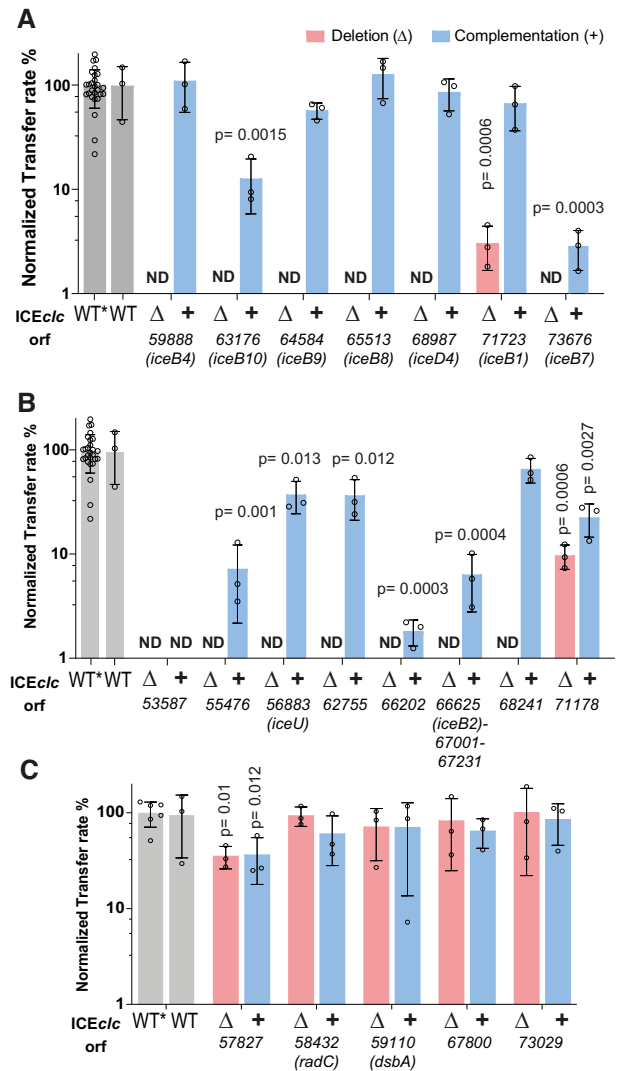 A
Deletion (Δ) Complementation (+)
Normalized Transfer rate %
100
10
1
p= 0.0015
p= 0.0006
p= 0.0003
ND ND ND ND ND ND
ICEclc WT* WT Δ + Δ + Δ + Δ + Δ + Δ + Δ +
orf 59888 63176 64584 65513 68987 71723 73676
(iceB4) (iceB10) (iceB9) (iceB8) (iceD4) (iceB1) (iceB7)
B
Normalized Transfer rate %
100
10
1
p= 0.001
p= 0.013
p= 0.012
p= 0.0003
p= 0.0004
p= 0.0006
p= 0.0027
ND ND ND ND ND ND ND ND
ICEclc WT* WT Δ + Δ + Δ + Δ + Δ + Δ + Δ + Δ +
orf 53587 55476 56883 62755 66202 66625 68241 71178
(iceU) (iceB2)-
67001-
67231
C
Normalized Transfer rate %
100
10
1
p= 0.01
p= 0.012
ICEclc WT* WT Δ + Δ + Δ + Δ + Δ +
orf 57827 58432 59110 67800 73029
(radC) (dsbA)